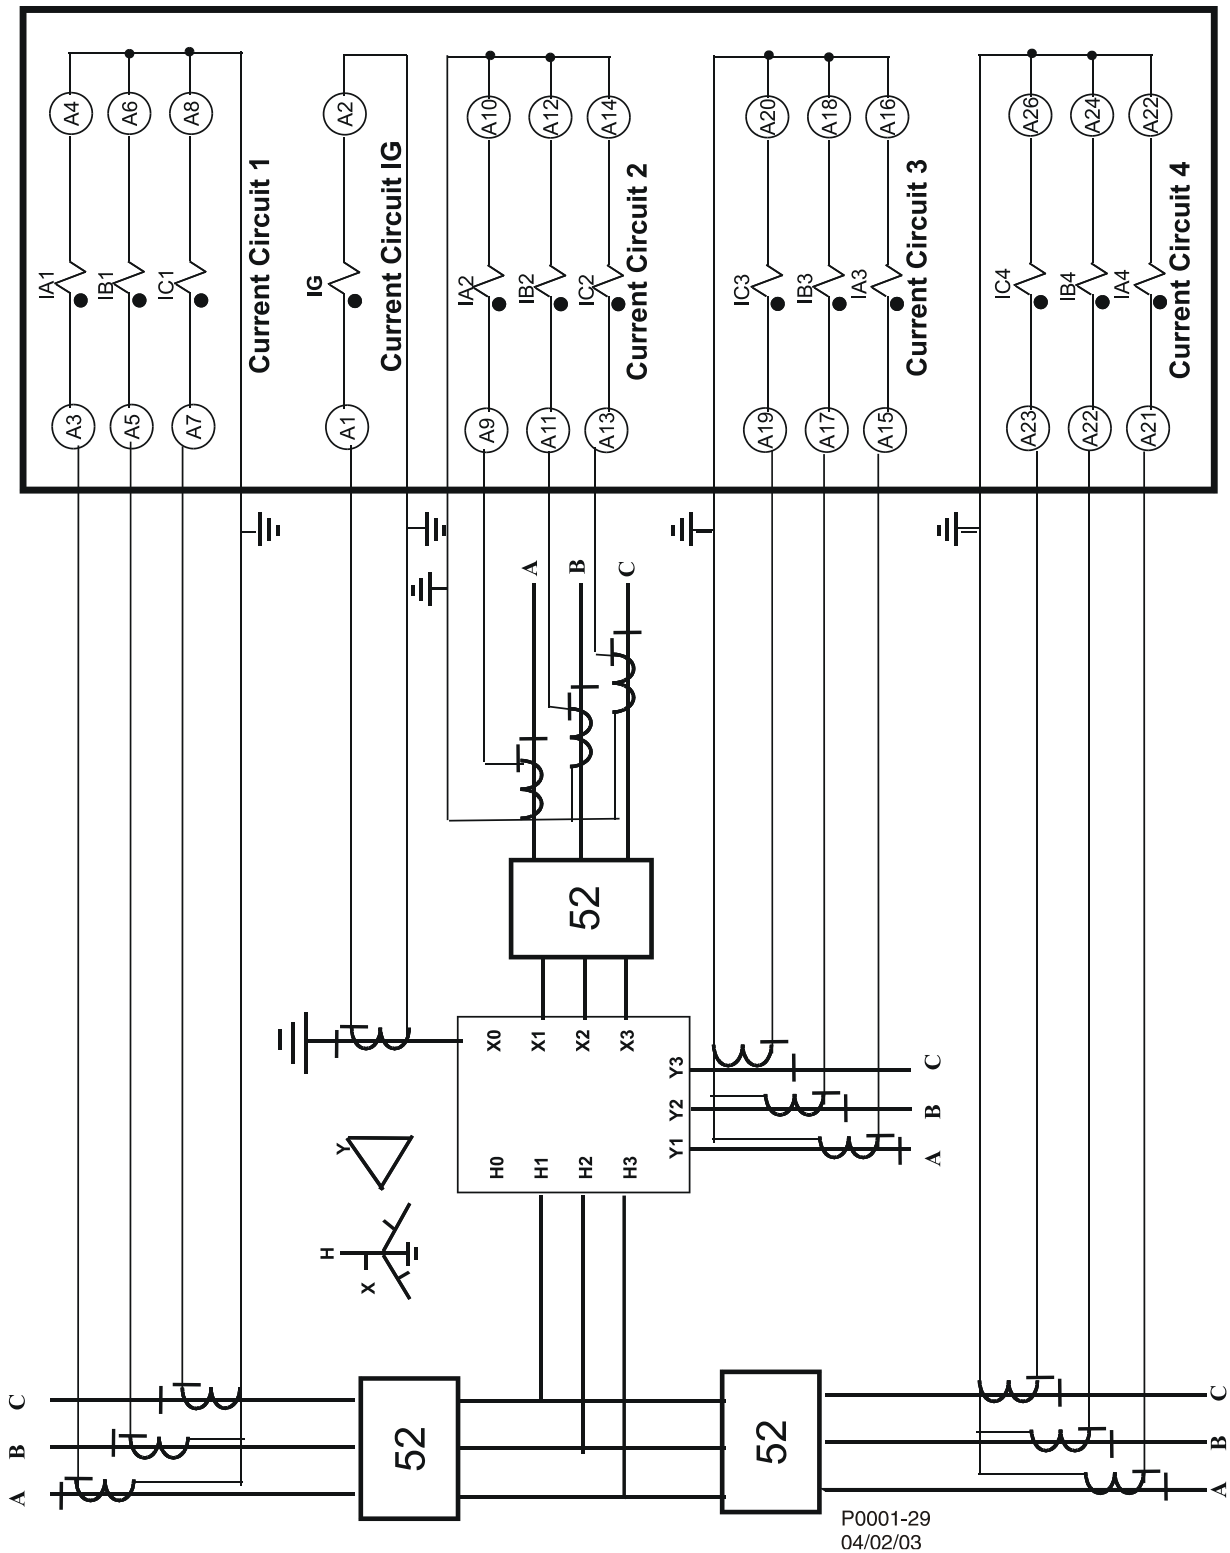 A4
A6
A8
A2
A10
A12
A14
A20
A18
A16
A26
A24
A22
IA1
IB1
IC1
IG
IA2
IB2
IC2
IC3
IB3
IA3
IC4
IB4
IA4
Current Circuit 1
Current Circuit IG
Current Circuit 2
Current Circuit 3
Current Circuit 4
A3
A5
A7
A1
A9
A11
A13
A19
A17
A15
A23
A22
A21
A
B
C
52
X0
X1
X2
X3
Y3
Y2
Y1
H0
H1
H2
H3
C
B
A
Y
H
X
C
B
A
52
52
C
B
A
P0001-29
04/02/03